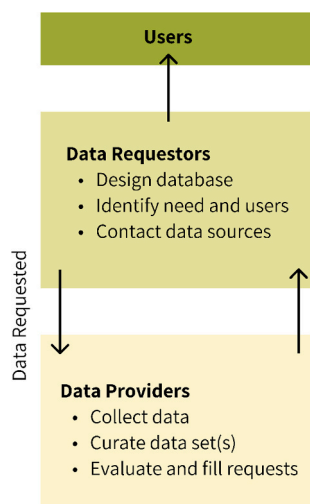 Users
Data Requestors
• Design database
• Identify need and users
• Contact data sources
Data Requested
Data Providers
• Collect data
• Curate data set(s)
• Evaluate and fill requests